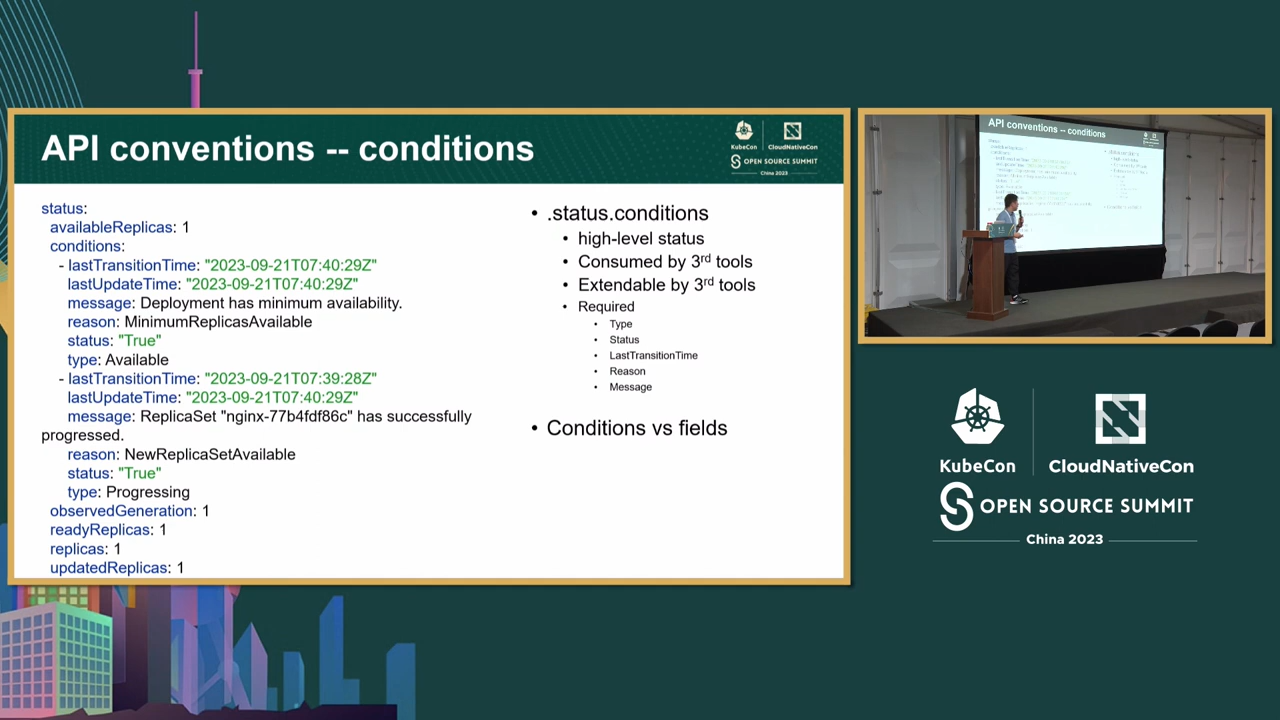 API conventions -- conditions
KubeCon
CloudNativeCon
OPEN SOURCE SUMMIT
China 2023
status:
availableReplicas: 1
conditions:
- lastTransitionTime: "2023-09-21T07:40:29Z"
lastUpdateTime: "2023-09-21T07:40:29Z"
message: Deployment has minimum availability.
reason: MinimumReplicasAvailable
status: "True"
type: Available
- lastTransitionTime: "2023-09-21T07:39:28Z"
lastUpdateTime: "2023-09-21T07:40:29Z"
message: ReplicaSet "nginx-77b4fdf86c" has successfully
progressed.
reason: NewReplicaSetAvailable
status: "True"
type: Progressing
observedGeneration: 1
readyReplicas: 1
replicas: 1
updatedReplicas: 1
• .status.conditions
• high-level status
• Consumed by 3rd tools
• Extendable by 3rd tools
• Required
• Type
• Status
• LastTransitionTime
• Reason
• Message
• Conditions vs fields
API conventions -- conditions
KubeCon
CloudNativeCon
OPEN SOURCE SUMMIT
China 2023